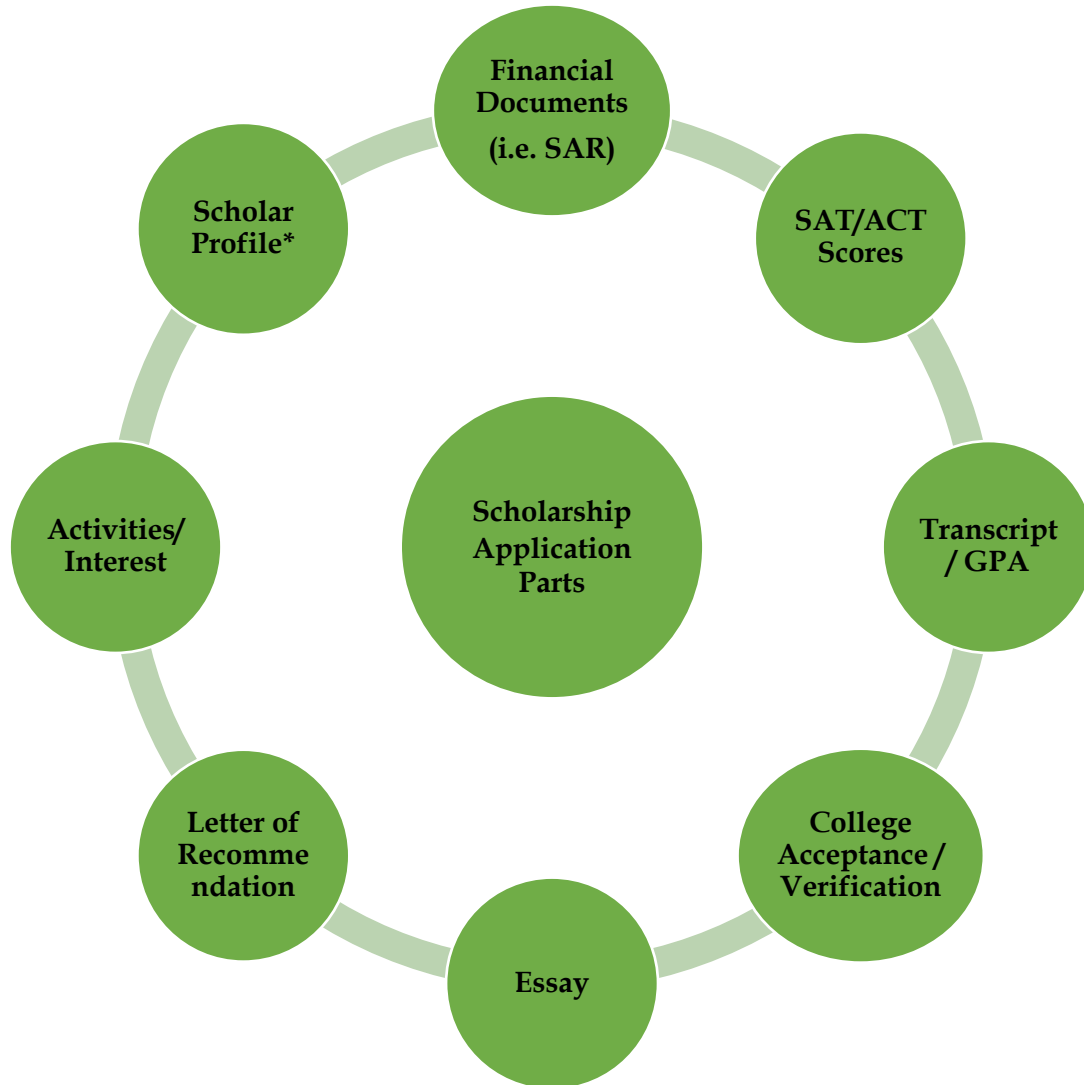 Financial
Documents
(i.e. SAR)
SAT/ACT
Scores
Transcript
/ GPA
College
Acceptance /
Verification
Essay
Letter of
Recomme
ndation
Activities/
Interest
Scholar
Profile*
Scholarship
Application
Parts